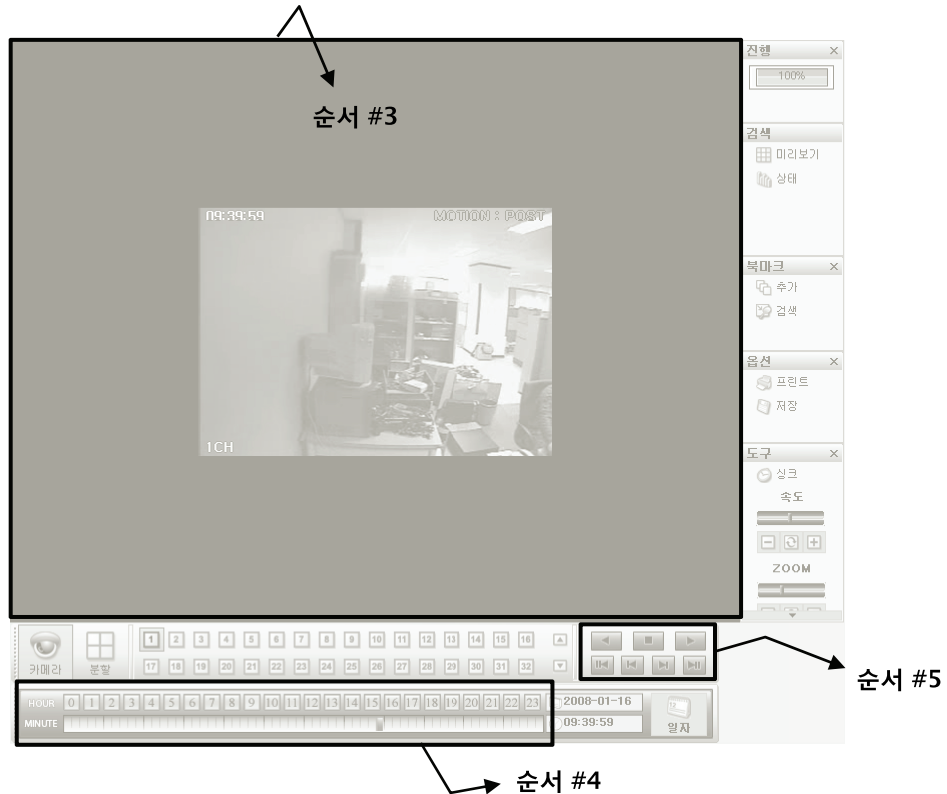 순서 #3
진행
100%
검색
미리보기
상태
북마크
추가
검색
옵션
프린트
저장
도구
싱크
속도
ZOOM
09:39:59 MOTION : POST
1CH
카메라
분할
1 2 3 4 5 6 7 8 9 10 11 12 13 14 15 16
17 18 19 20 21 22 23 24 25 26 27 28 29 30 31 32
순서 #5
HOUR 0 1 2 3 4 5 6 7 8 9 10 11 12 13 14 15 16 17 18 19 20 21 22 23
2008-01-16
MINUTE
09:39:59
12
일자
순서 #4